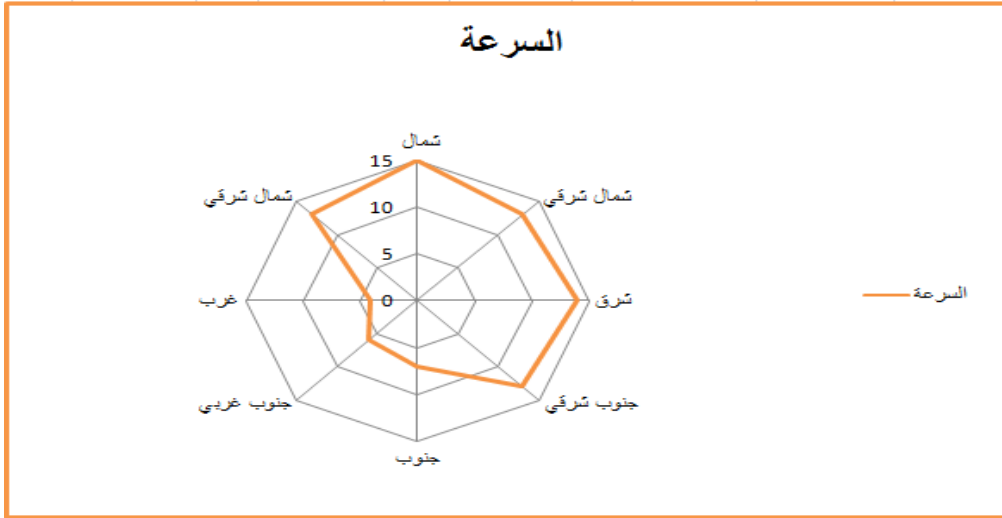 السرعة
شمال
15
شمال شرقي
شمال شرقي
10
5
0
غرب
شرق
السرعة
جنوب غربي
جنوب شرقي
جنوب